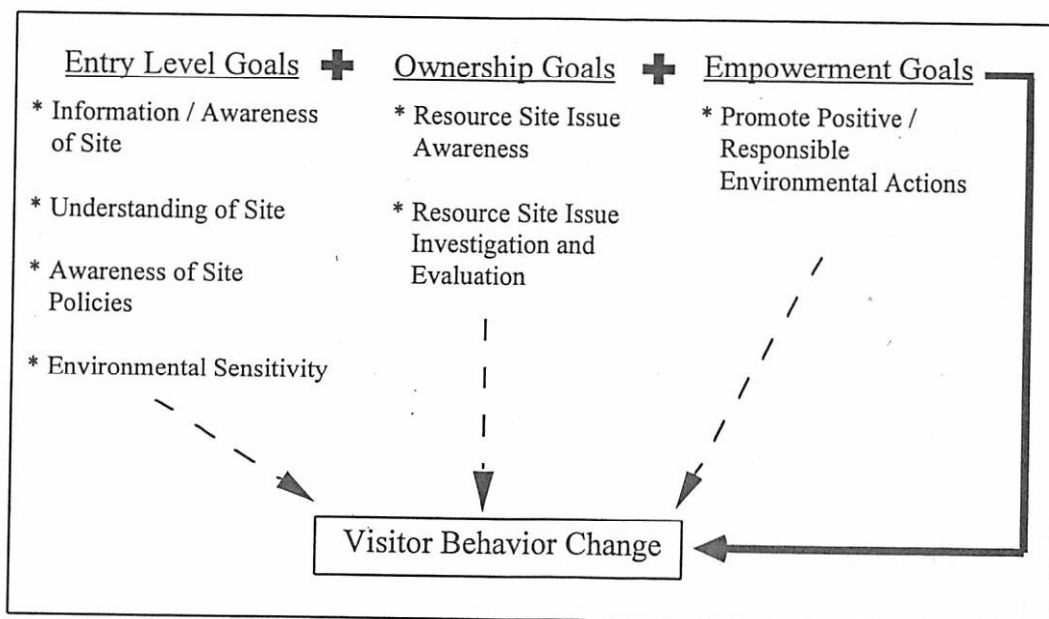 Entry Level Goals + Ownership Goals + Empowerment Goals
* Information / Awareness
of Site
* Understanding of Site
* Awareness of Site
Policies
* Environmental Sensitivity
* Resource Site Issue
Awareness
* Resource Site Issue
Investigation and
Evaluation
* Promote Positive /
Responsible
Environmental Actions
Visitor Behavior Change